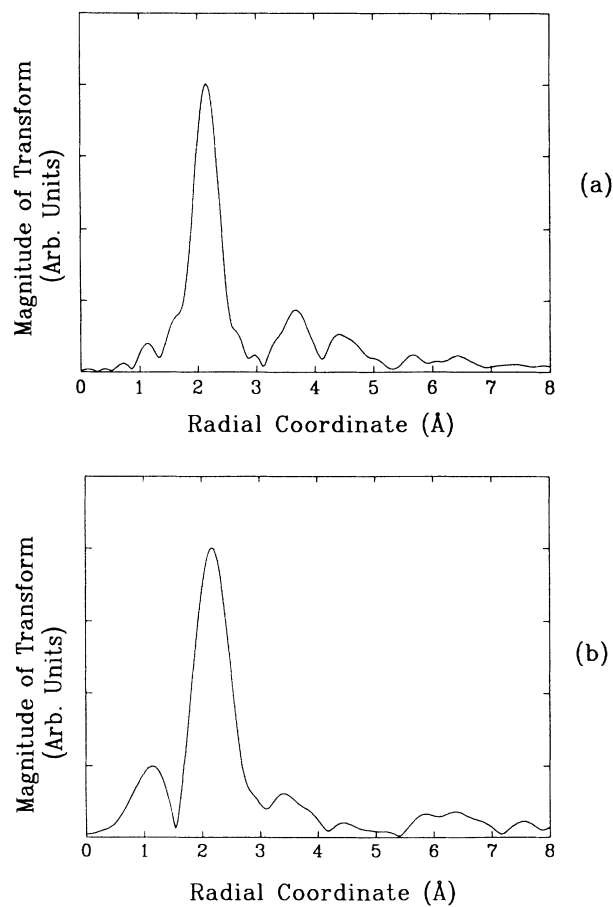 Magnitude of Transform
(Arb. Units)
(a)
0 1 2 3 4 5 6 7 8
Radial Coordinate (Å)
Magnitude of Transform
(Arb. Units)
(b)
0 1 2 3 4 5 6 7 8
Radial Coordinate (Å)